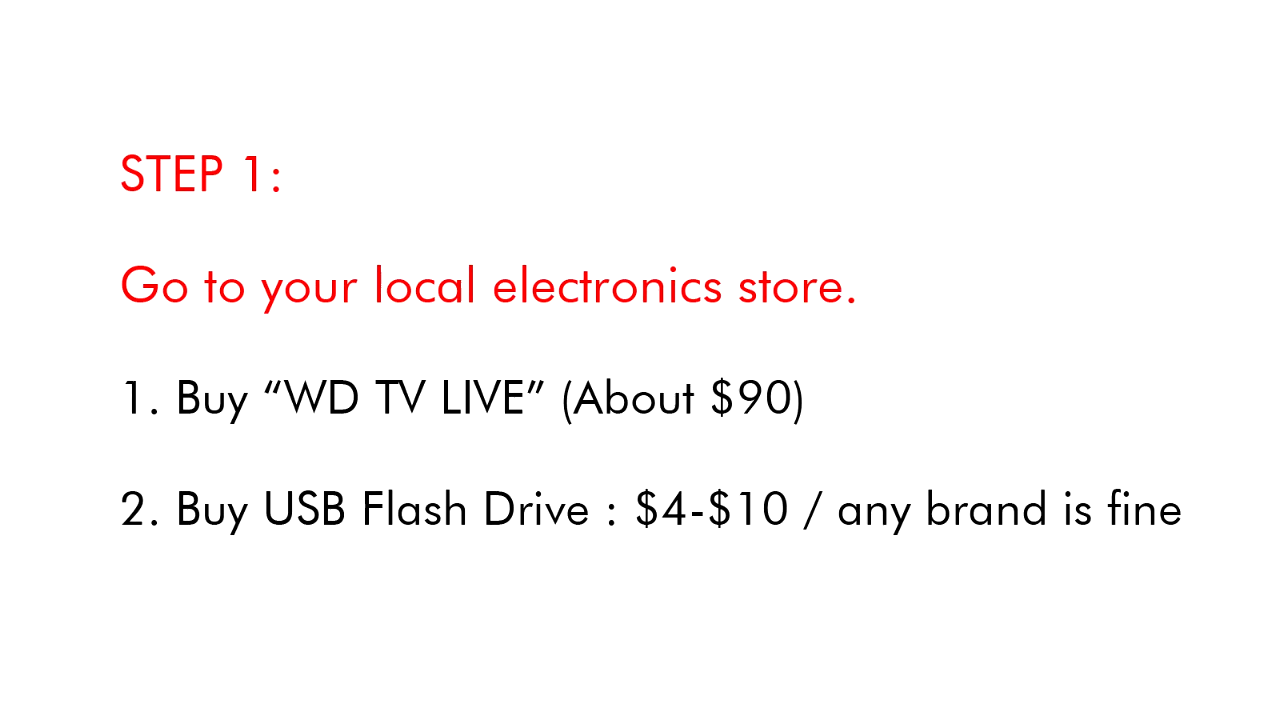 STEP 1:
Go to your local electronics store.
1. Buy “WD TV LIVE” (About $90)
2. Buy USB Flash Drive : $4-$10 / any brand is fine